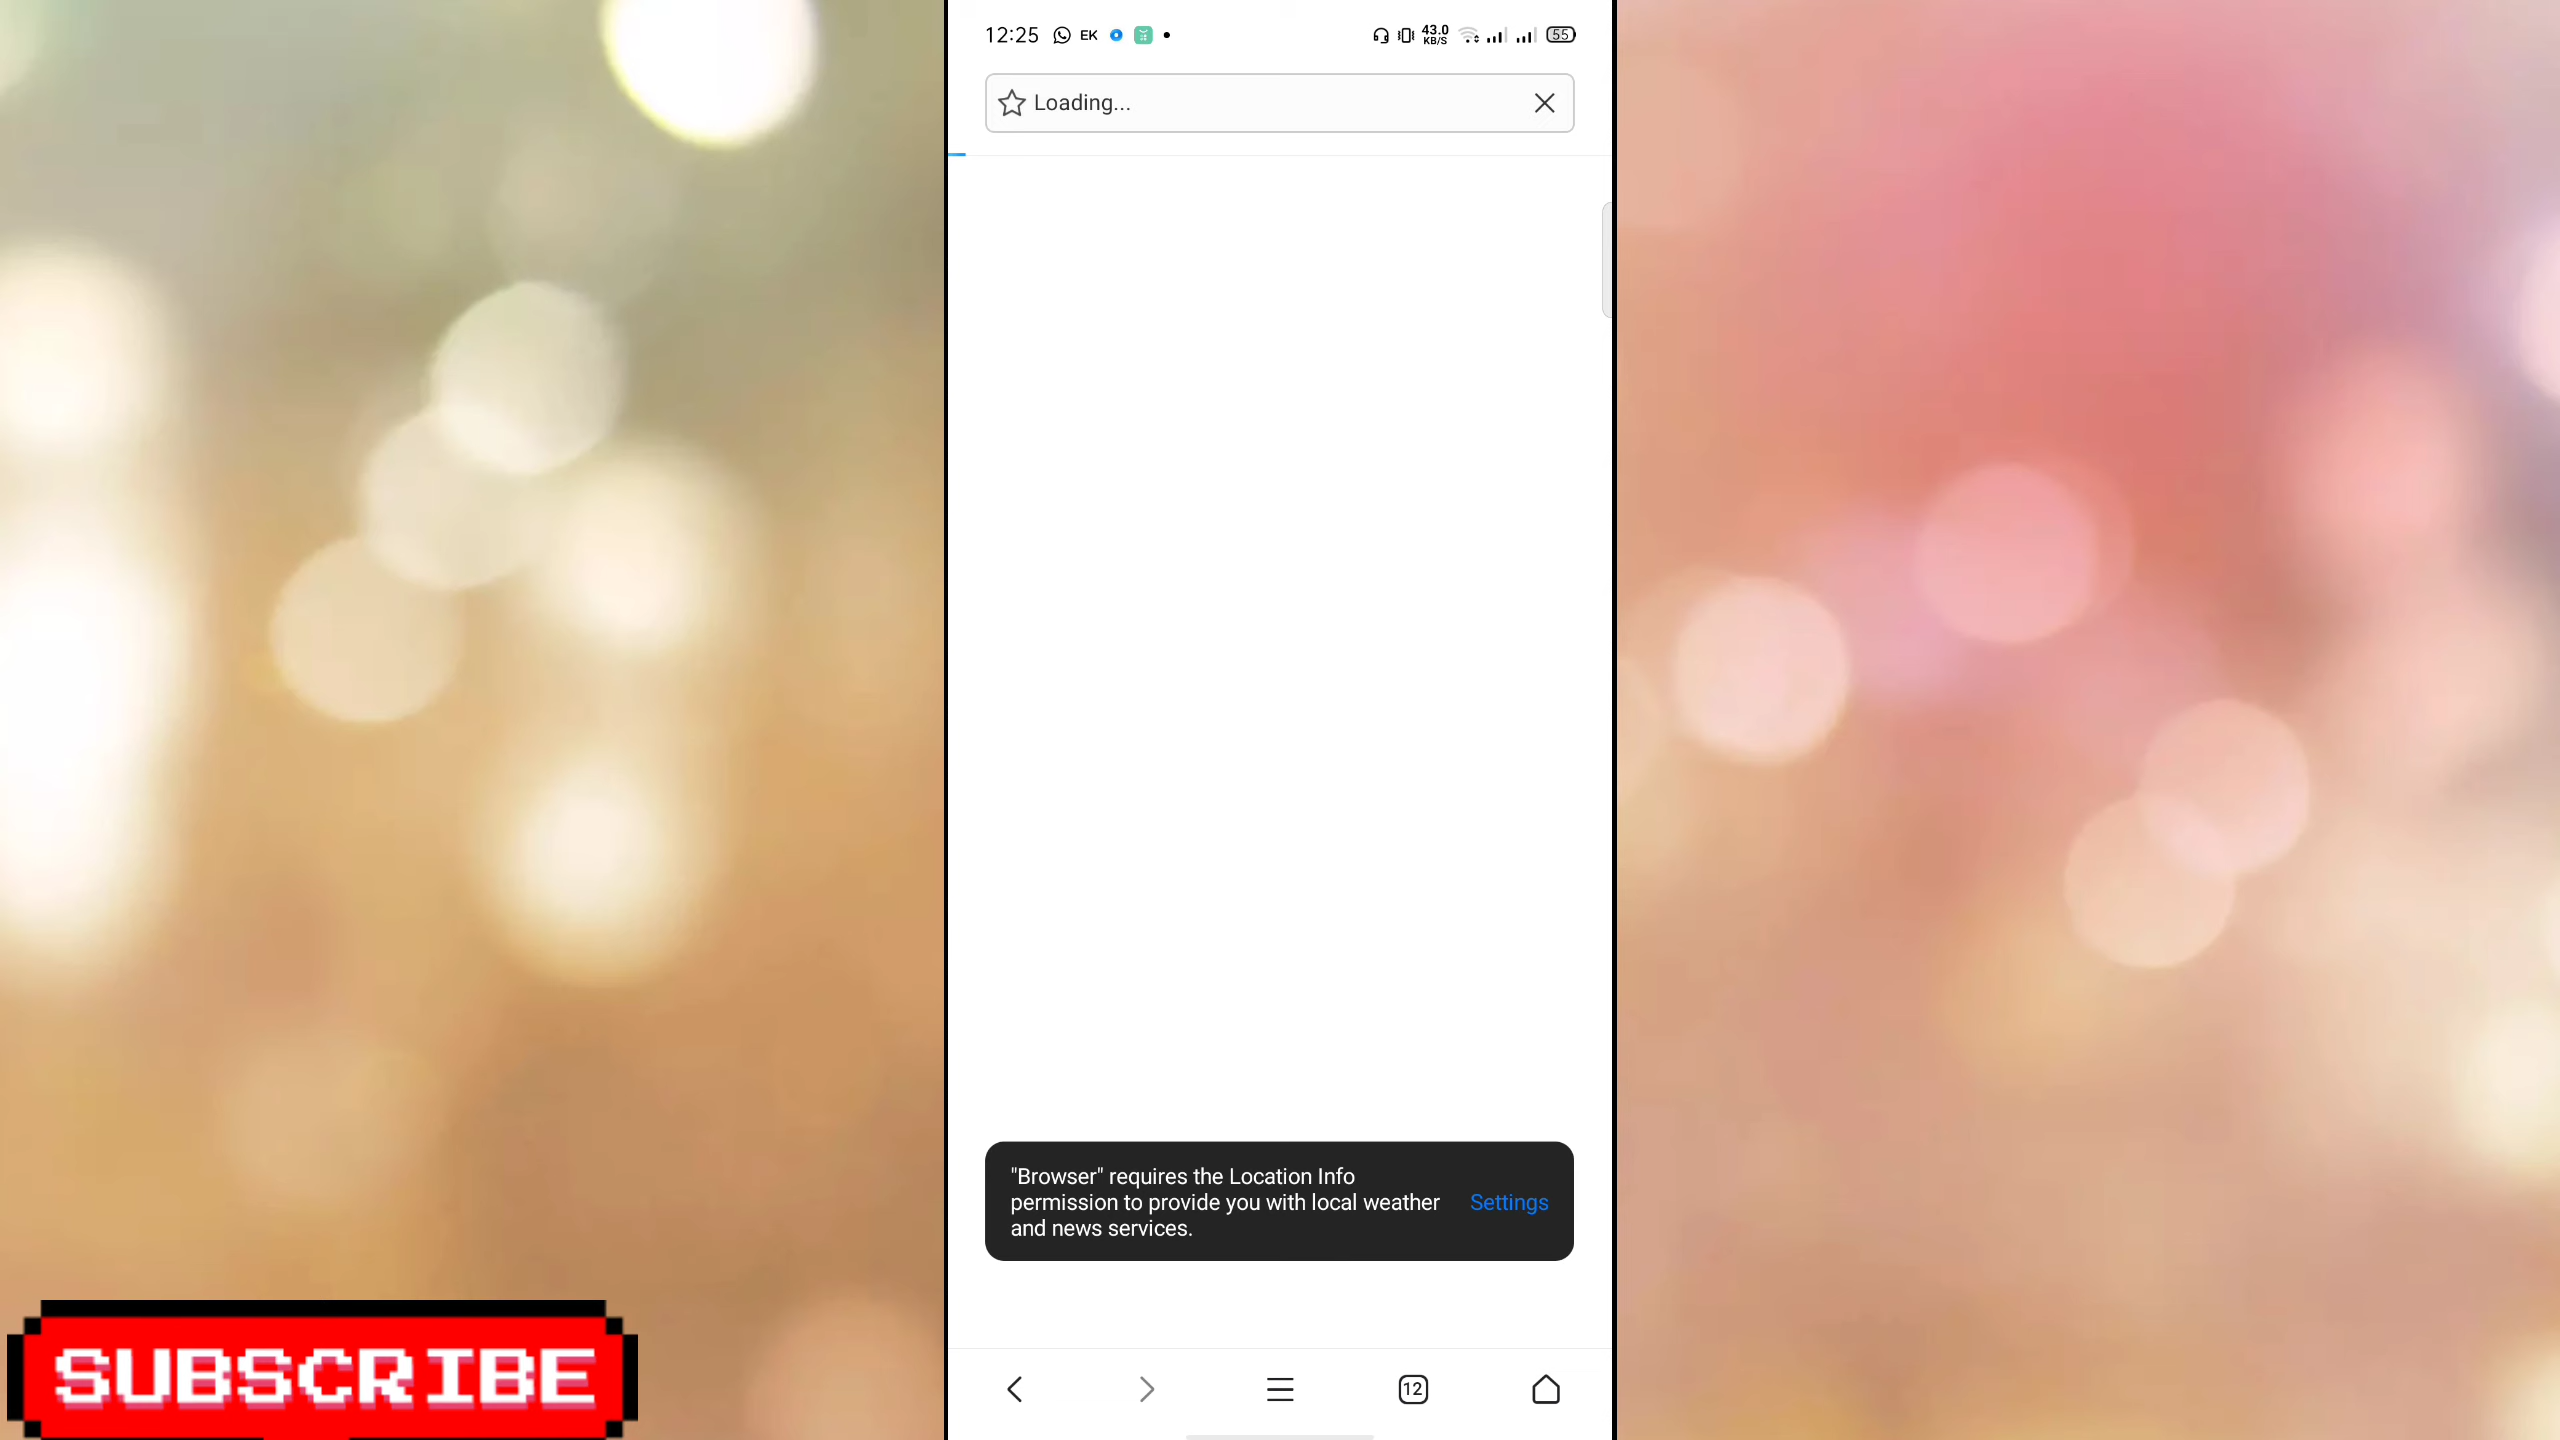 12:25 EK 43.0 KB/S 55
Loading...
"Browser" requires the Location Info
permission to provide you with local weather
and news services.
Settings
12
SUBSCRIBE